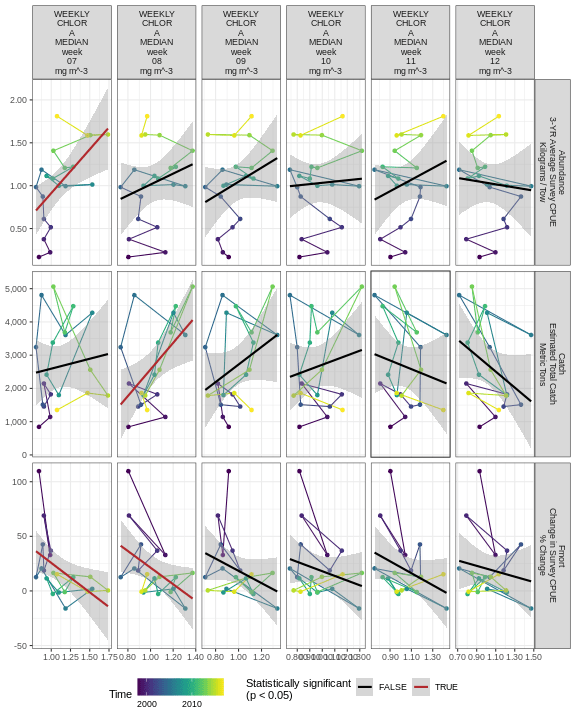 WEEKLY
CHLOR
A
MEDIAN
week
07
mg m^-3
WEEKLY
CHLOR
A
MEDIAN
week
08
mg m^-3
WEEKLY
CHLOR
A
MEDIAN
week
09
mg m^-3
WEEKLY
CHLOR
A
MEDIAN
week
10
mg m^-3
WEEKLY
CHLOR
A
MEDIAN
week
11
mg m^-3
WEEKLY
CHLOR
A
MEDIAN
week
12
mg m^-3
2.00
1.50
1.00
0.50
Abundance
3-YR Average Survey CPUE
Kilograms / Tow
5,000
4,000
3,000
2,000
1,000
0
Catch
Estimated Total Catch
Metric Tons
100
50
0
-50
Fmort
Change in Survey CPUE
% Change
1.00 1.25 1.50 1.75
0.80 1.00 1.20 1.40
0.80 1.00 1.20
0.90 1.10 1.30
0.70 0.90 1.10 1.30 1.50
Time
2000 2010
Statistically significant
(p < 0.05)
FALSE
TRUE